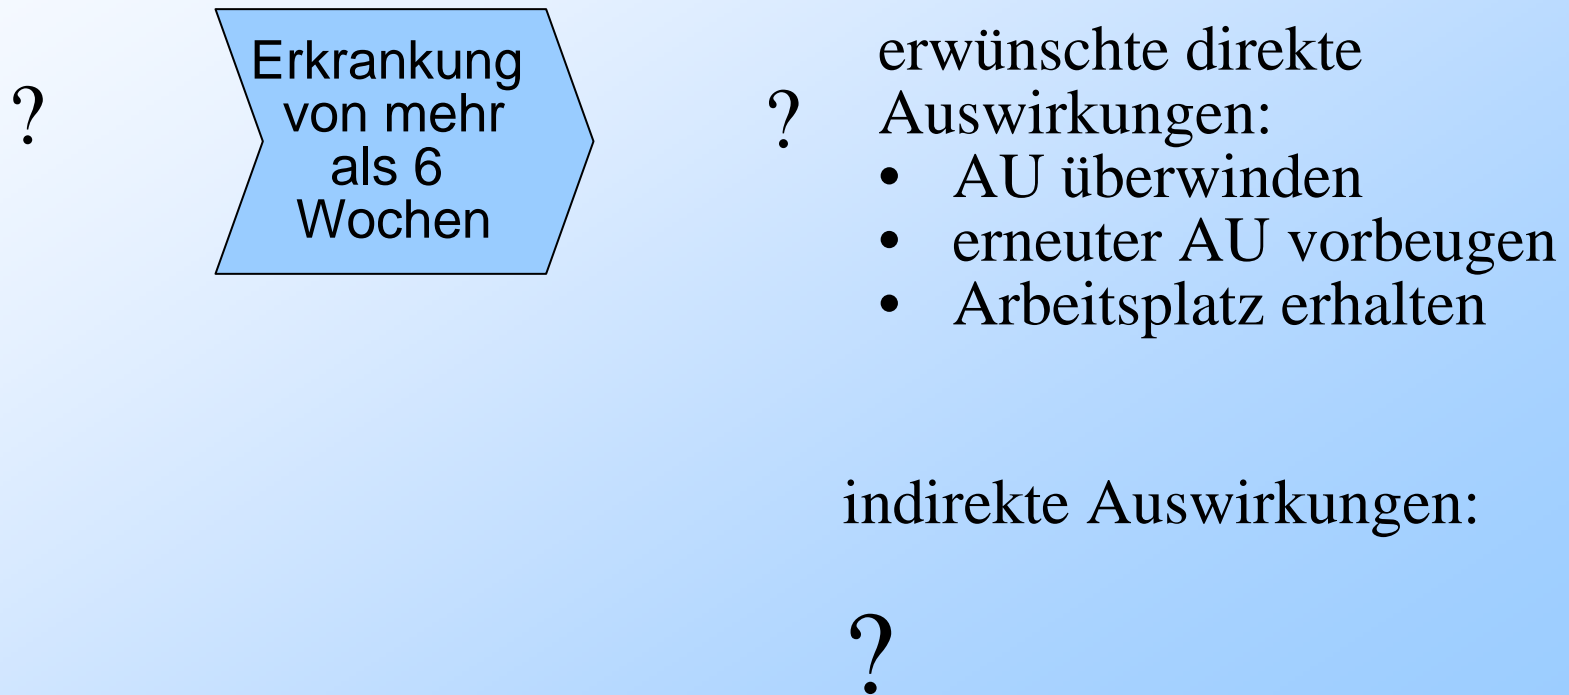 ?
Erkrankung
von mehr
als 6
Wochen
?
erwünschte direkte
Auswirkungen:
• AU überwinden
• erneuter AU vorbeugen
• Arbeitsplatz erhalten
indirekte Auswirkungen:
?